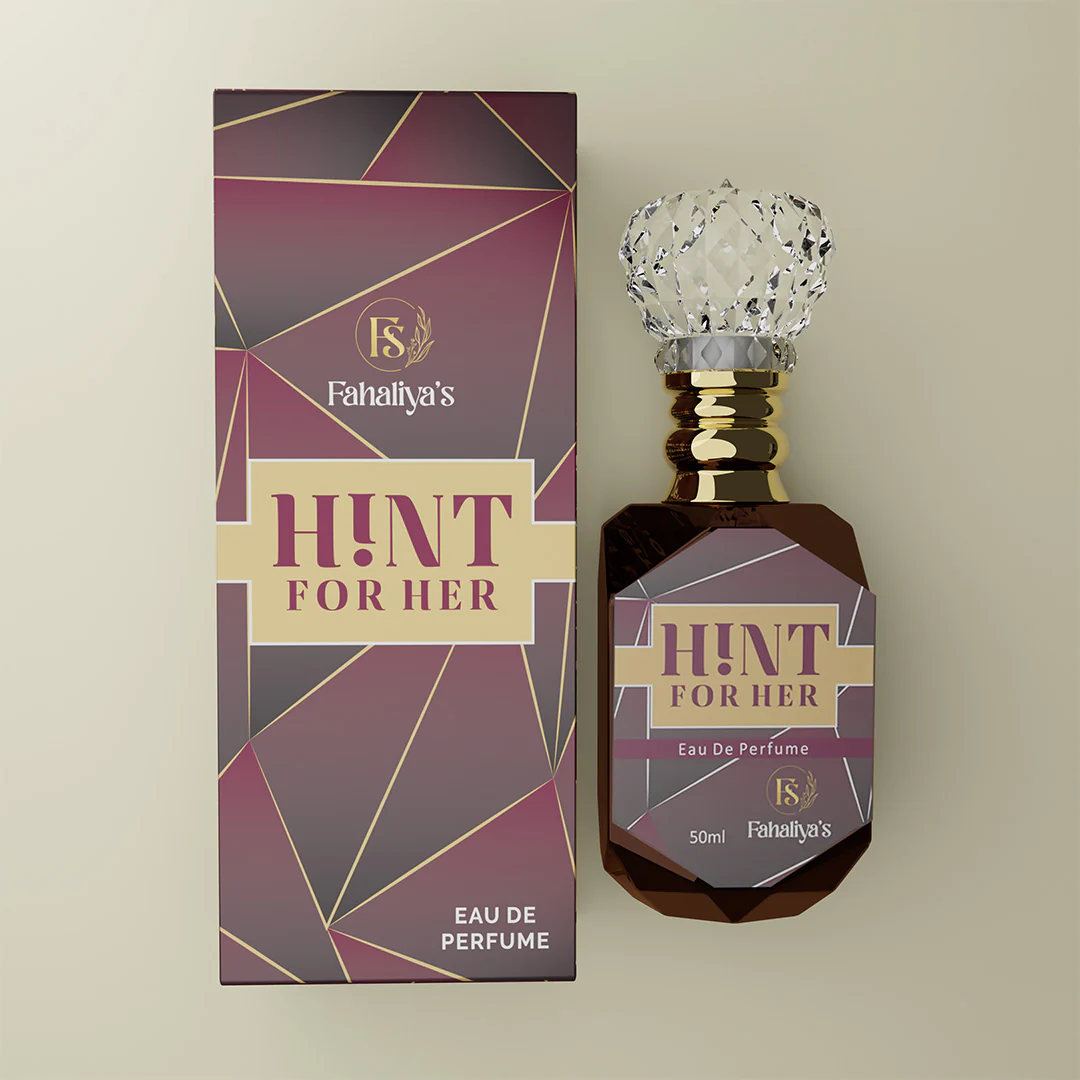 FS
Fahaliya's
H!NT
FOR HER
EAU DE
PERFUME
H!NT
FOR HER
Eau De Perfume
FS
50ml Fahaliya's